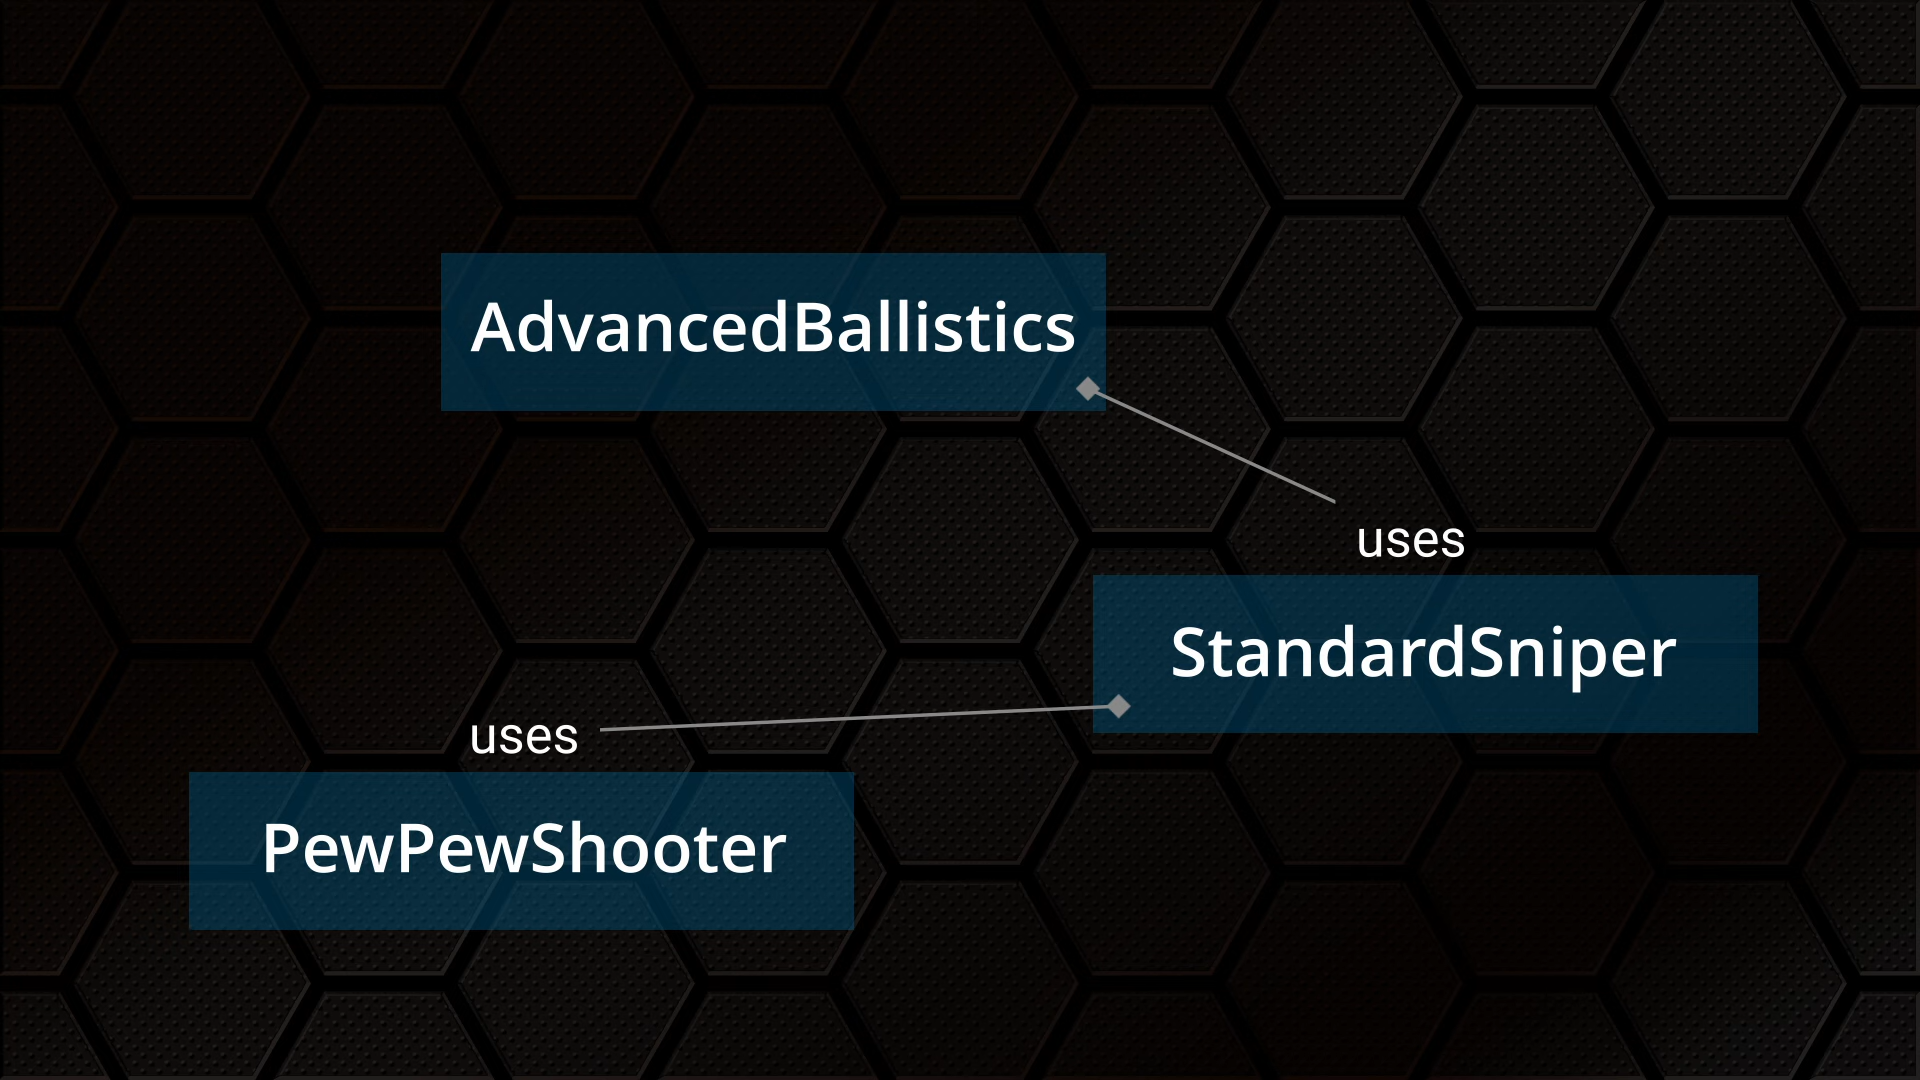 AdvancedBallistics
uses
StandardSniper
uses
PewPewShooter